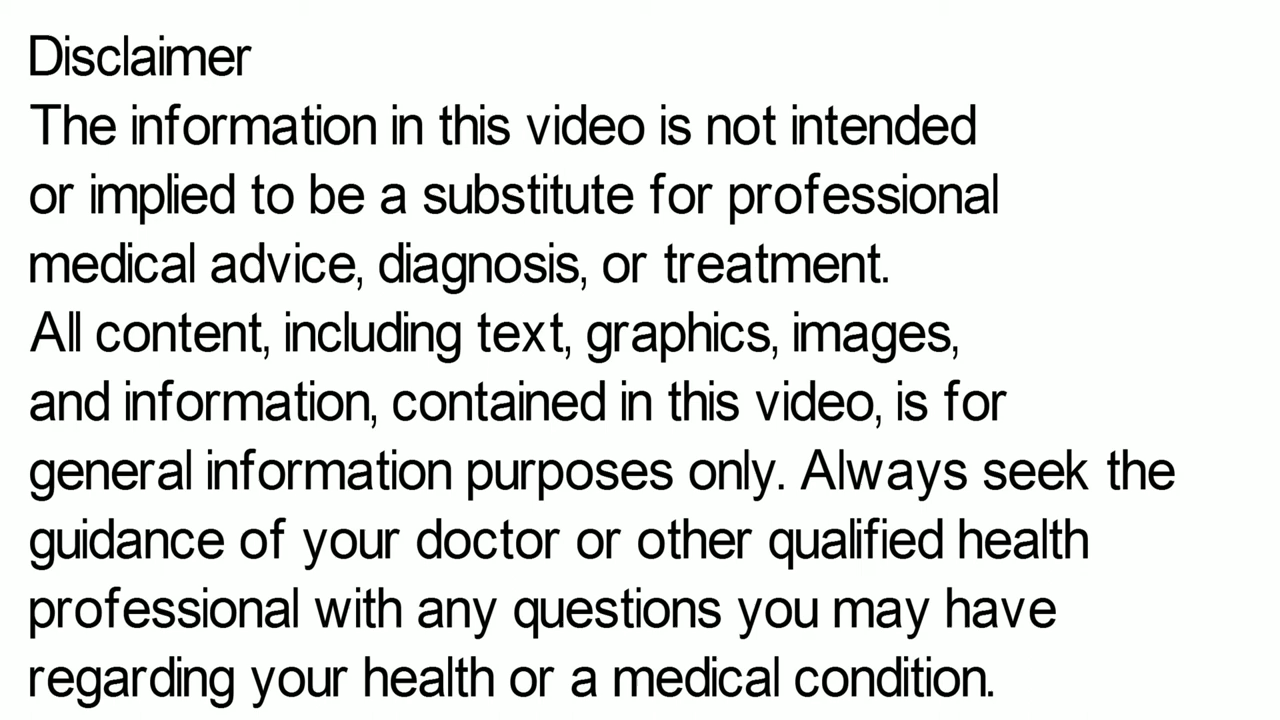 Disclaimer
The information in this video is not intended
or implied to be a substitute for professional
medical advice, diagnosis, or treatment.
All content, including text, graphics, images,
and information, contained in this video, is for
general information purposes only. Always seek the
guidance of your doctor or other qualified health
professional with any questions you may have
regarding your health or a medical condition.